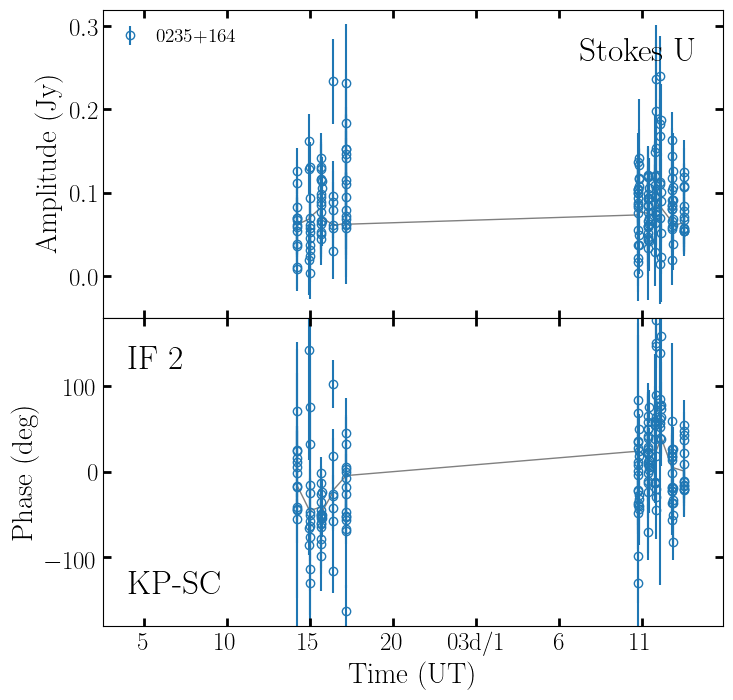 0.3
0235+164
Stokes U
0.2
Amplitude (Jy)
0.1
0.0
IF 2
100
Phase (deg)
0
−100
KP-SC
5 10 15 20 03d/1 6 11
Time (UT)